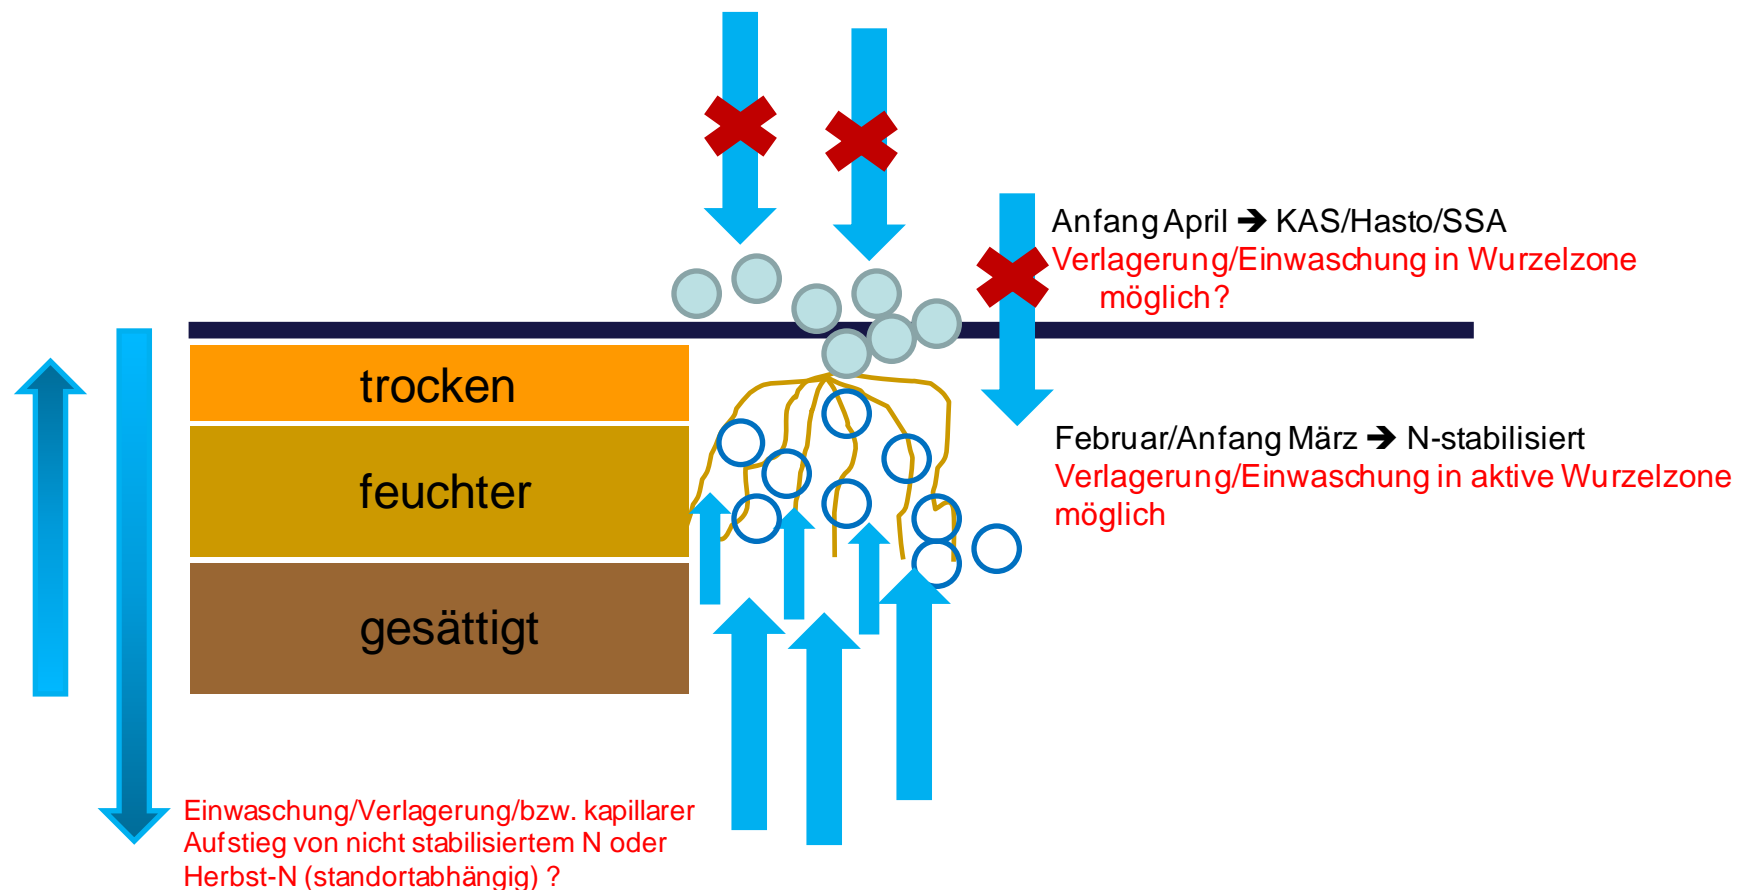 Anfang April ➔ KAS/Hasto/SSA
Verlagerung/Einwaschung in Wurzelzone
möglich?
trocken
feuchter
gesättigt
Februar/Anfang März ➔ N-stabilisiert
Verlagerung/Einwaschung in aktive Wurzelzone
möglich
Einwaschung/Verlagerung/bzw. kapillarer
Aufstieg von nicht stabilisiertem N oder
Herbst-N (standortabhängig) ?